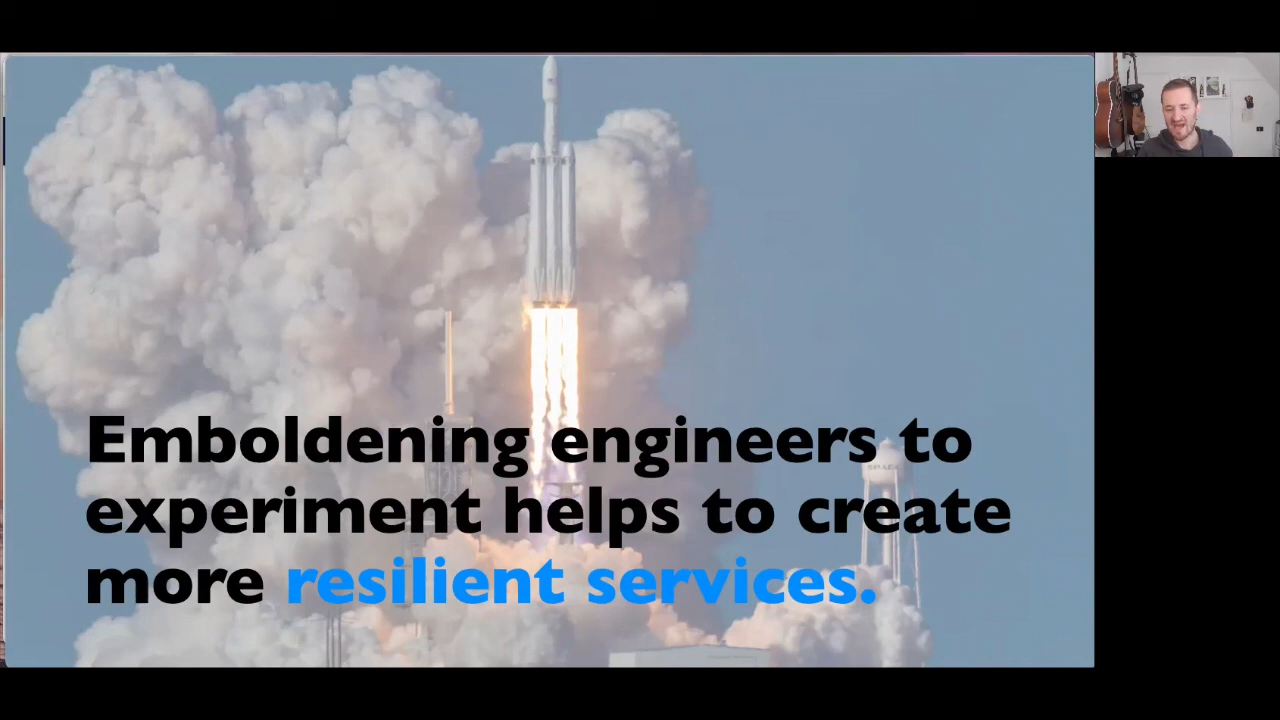 Emboldening engineers to
experiment helps to create
more resilient services.